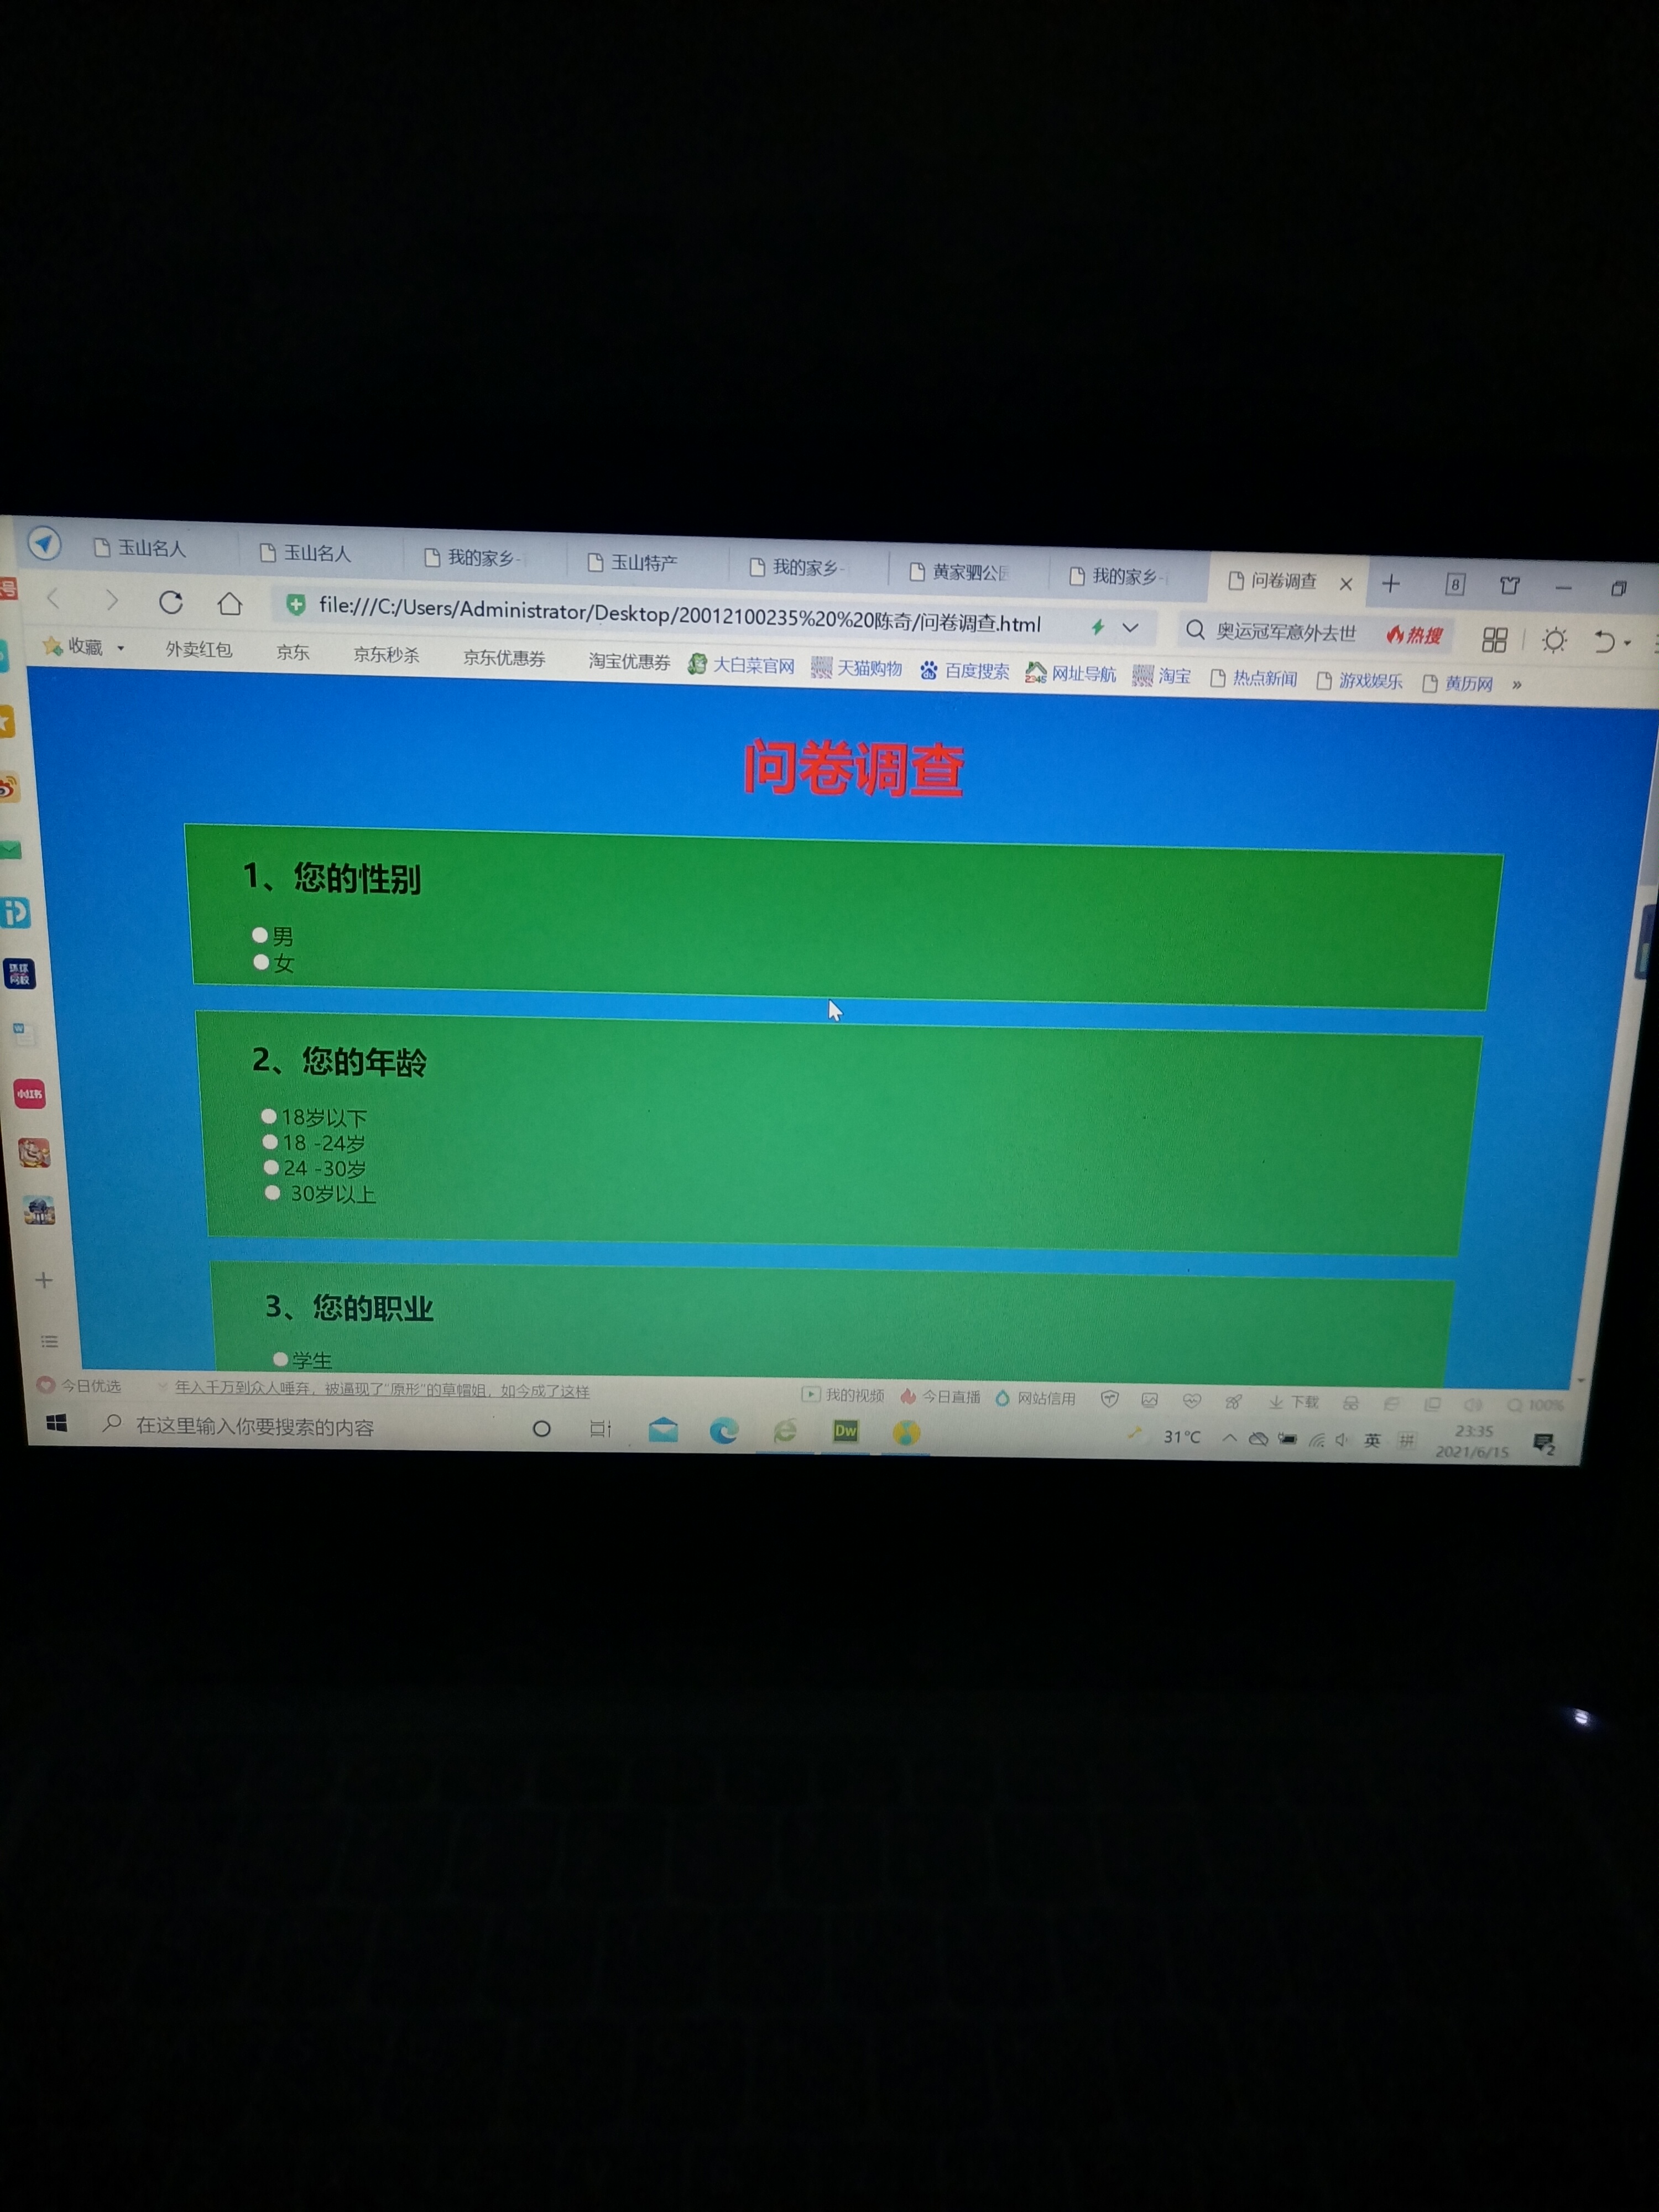 玉山名人
玉山名人
我的家乡-
玉山特产
我的家乡-
黄家驷公园
我的家乡-
问卷调查
8
file:///C:/Users/Administrator/Desktop/20012100235%20%20陈奇/问卷调查.html
奥运冠军意外去世
热搜
收藏
外卖红包
京东
京东秒杀
京东优惠券
淘宝优惠券
大白菜官网
天猫购物
百度搜索
2345
网址导航
淘宝
热点新闻
游戏娱乐
黄历网
»
问卷调查
1、您的性别
男
女
2、您的年龄
18岁以下
18 -24岁
24 -30岁
30岁以上
3、您的职业
学生
小红书
今日优选
年入千万到众人唾弃，被逼现了"原形"的草帽姐，如今成了这样
我的视频
今日直播
网站信用
下载
100%
在这里输入你要搜索的内容
Dw
31°C
英
拼
23:35
2021/6/15
2